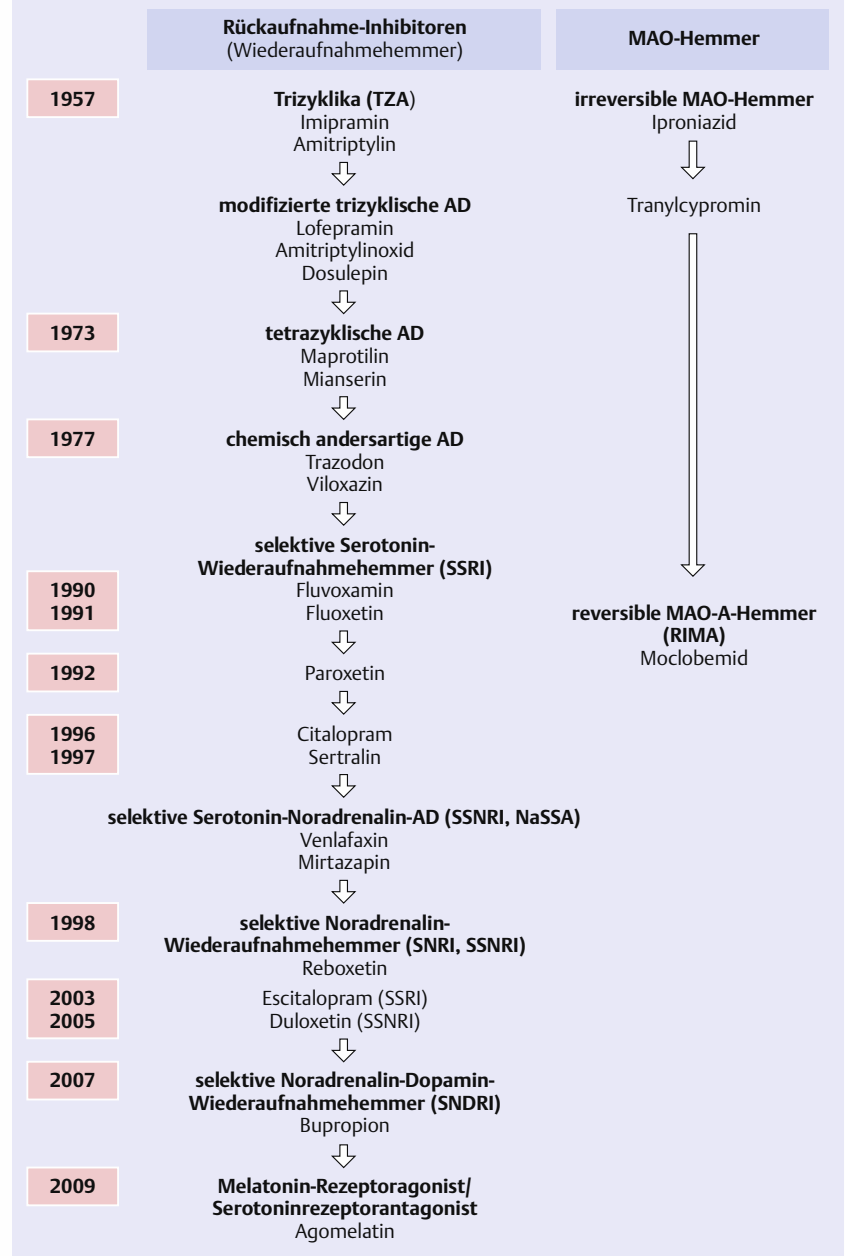 Rückaufnahme-Inhibitoren
(Wiederaufnahmehemmer)
MAO-Hemmer
1957
Trizyklika (TZA)
Imipramin
Amitriptylin
irreversible MAO-Hemmer
Iproniazid
modifizierte trizyklische AD
Lofepramin
Amitriptylinoxid
Dosulepin
Tranylcypromin
1973
tetrazyklische AD
Maprotilin
Mianserin
1977
chemisch andersartige AD
Trazodon
Viloxazin
selektive Serotonin-
Wiederaufnahmehemmer (SSRI)
1990
Fluvoxamin
1991
Fluoxetin
reversible MAO-A-Hemmer
(RIMA)
Moclobemid
1992
Paroxetin
1996
Citalopram
1997
Sertralin
selektive Serotonin-Noradrenalin-AD (SSNRI, NaSSA)
Venlafaxin
Mirtazapin
1998
selektive Noradrenalin-
Wiederaufnahmehemmer (SNRI, SSNRI)
Reboxetin
2003
Escitalopram (SSRI)
2005
Duloxetin (SSNRI)
2007
selektive Noradrenalin-Dopamin-
Wiederaufnahmehemmer (SNDRI)
Bupropion
2009
Melatonin-Rezeptoragonist/
Serotoninrezeptorantagonist
Agomelatin